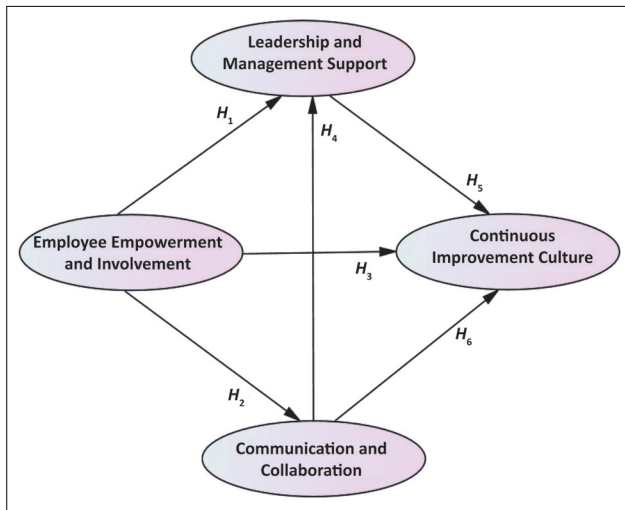 Leadership and
Management Support
H₁
H₄
H₅
Employee Empowerment
and Involvement
Continuous
Improvement Culture
H₃
H₂
H₆
Communication and
Collaboration